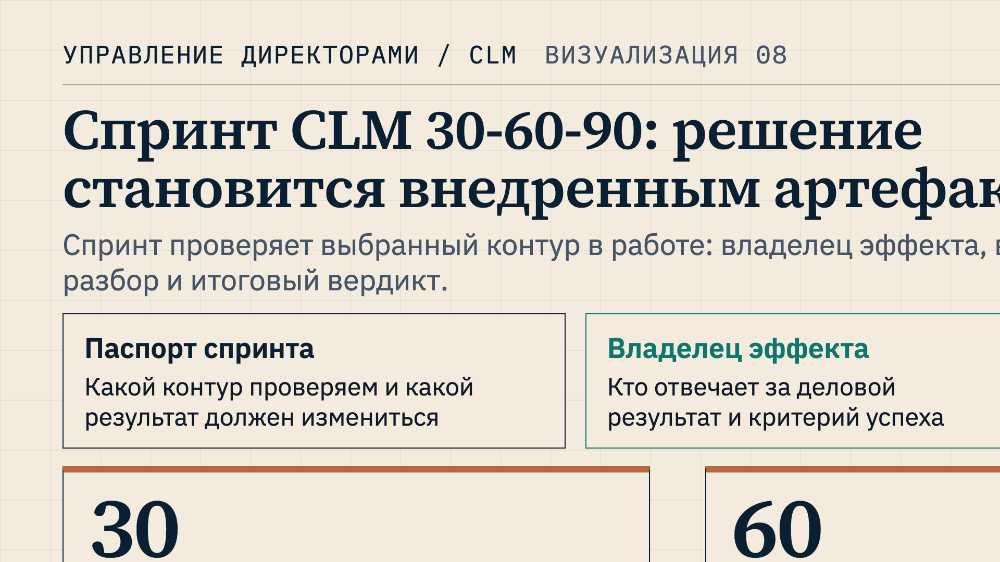 УПРАВЛЕНИЕ ДИРЕКТОРАМИ / CLM ВИЗУАЛИЗАЦИЯ 08
Спринт CLM 30-60-90: решение
становится внедренным
Спринт проверяет выбранный контур в работе: владелец эффекта,
разбор и итоговый вердикт.
Паспорт спринта
Какой контур проверяем и какой
результат должен измениться
Владелец эффекта
Кто отвечает за деловой
результат и критерий успеха
30
60